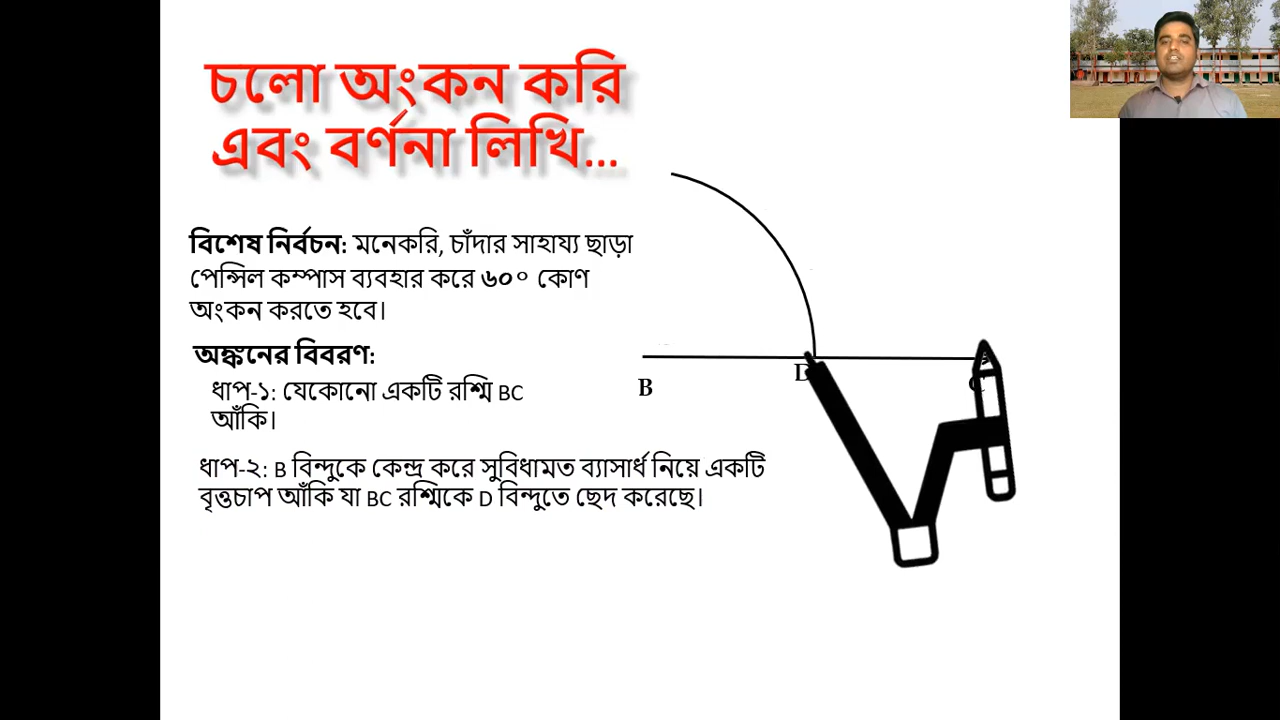 চলো অংকন করি
এবং বর্ণনা লিখি...
বিশেষ নির্বচন: মনেকরি, চাঁদার সাহায্য ছাড়া
পেন্সিল কম্পাস ব্যবহার করে ৬০° কোণ
অংকন করতে হবে।
অঙ্কনের বিবরণ:
ধাপ-১: যেকোনো একটি রশ্মি BC
আঁকি।
ধাপ-২: B বিন্দুকে কেন্দ্র করে সুবিধামত ব্যাসার্ধ নিয়ে একটি
বৃত্তচাপ আঁকি যা BC রশ্মিকে D বিন্দুতে ছেদ করেছে।
B D C